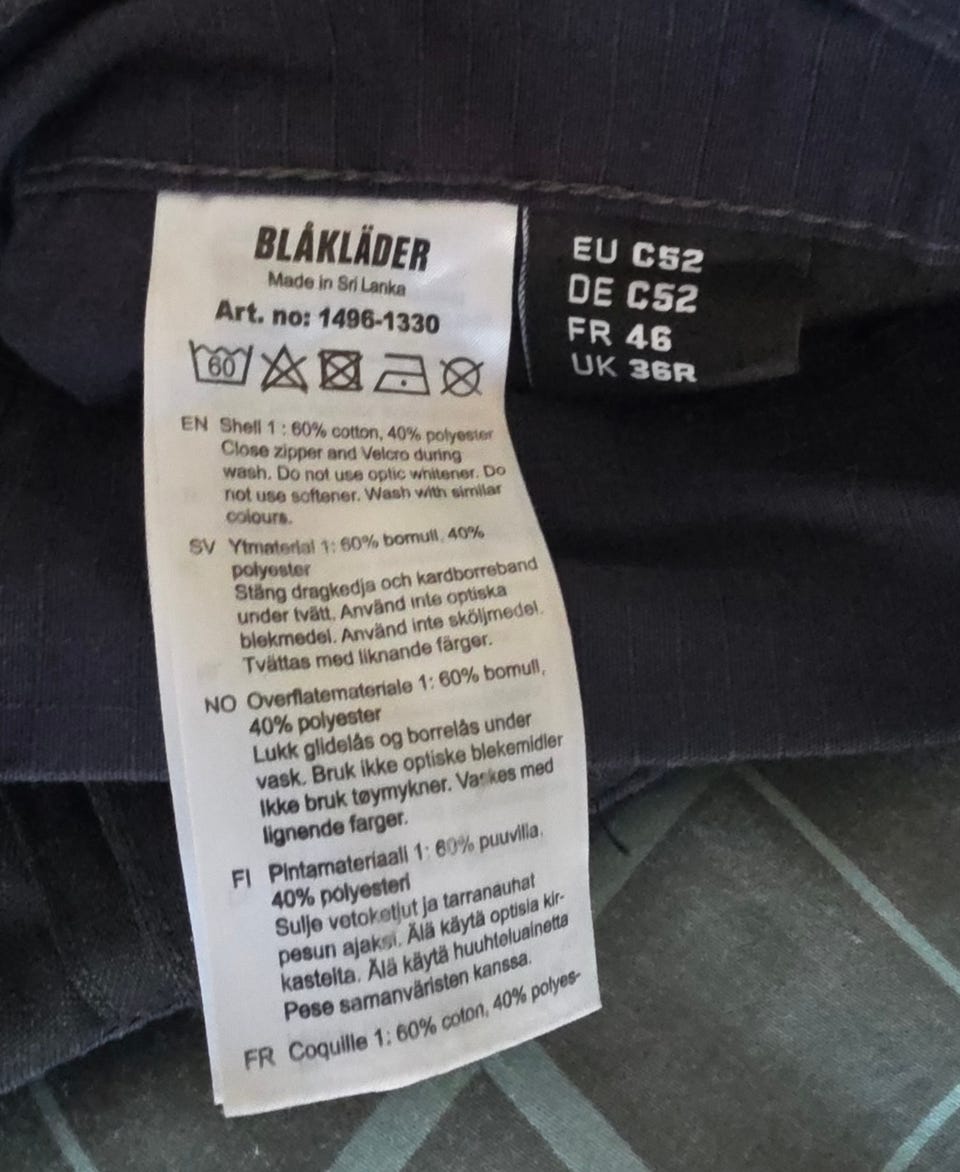 BLÅKLÄDER
Made in Sri Lanka
Art. no: 1496-1330
60
EN Shell 1 : 60% cotton, 40% polyester
Close zipper and Velcro during
wash. Do not use optic whitener. Do
not use softener. Wash with similar
colours.
SV Ytmaterial 1: 60% bomull, 40%
polyester
Stäng dragkedja och kardborreband
under tvätt. Använd inte optiska
blekmedel. Använd inte sköljmedel.
Tvättas med liknande färger.
NO Overflatemateriale 1: 60% bomull,
40% polyester
Lukk glidelås og borrelås under
vask. Bruk ikke optiske blekemidler
Ikke bruk tøymykner. Vaskes med
lignende farger.
FI Pintamateriaali 1: 60% puuvilla,
40% polyesteri
Sulje vetoketjut ja tarranauhat
pesun ajaksi. Älä käytä optisia kir-
kasteita. Älä käytä huuhteluainetta
Pese samanväristen kanssa.
FR Coquille 1: 60% coton, 40% polyes-
EU C52
DE C52
FR 46
UK 36R